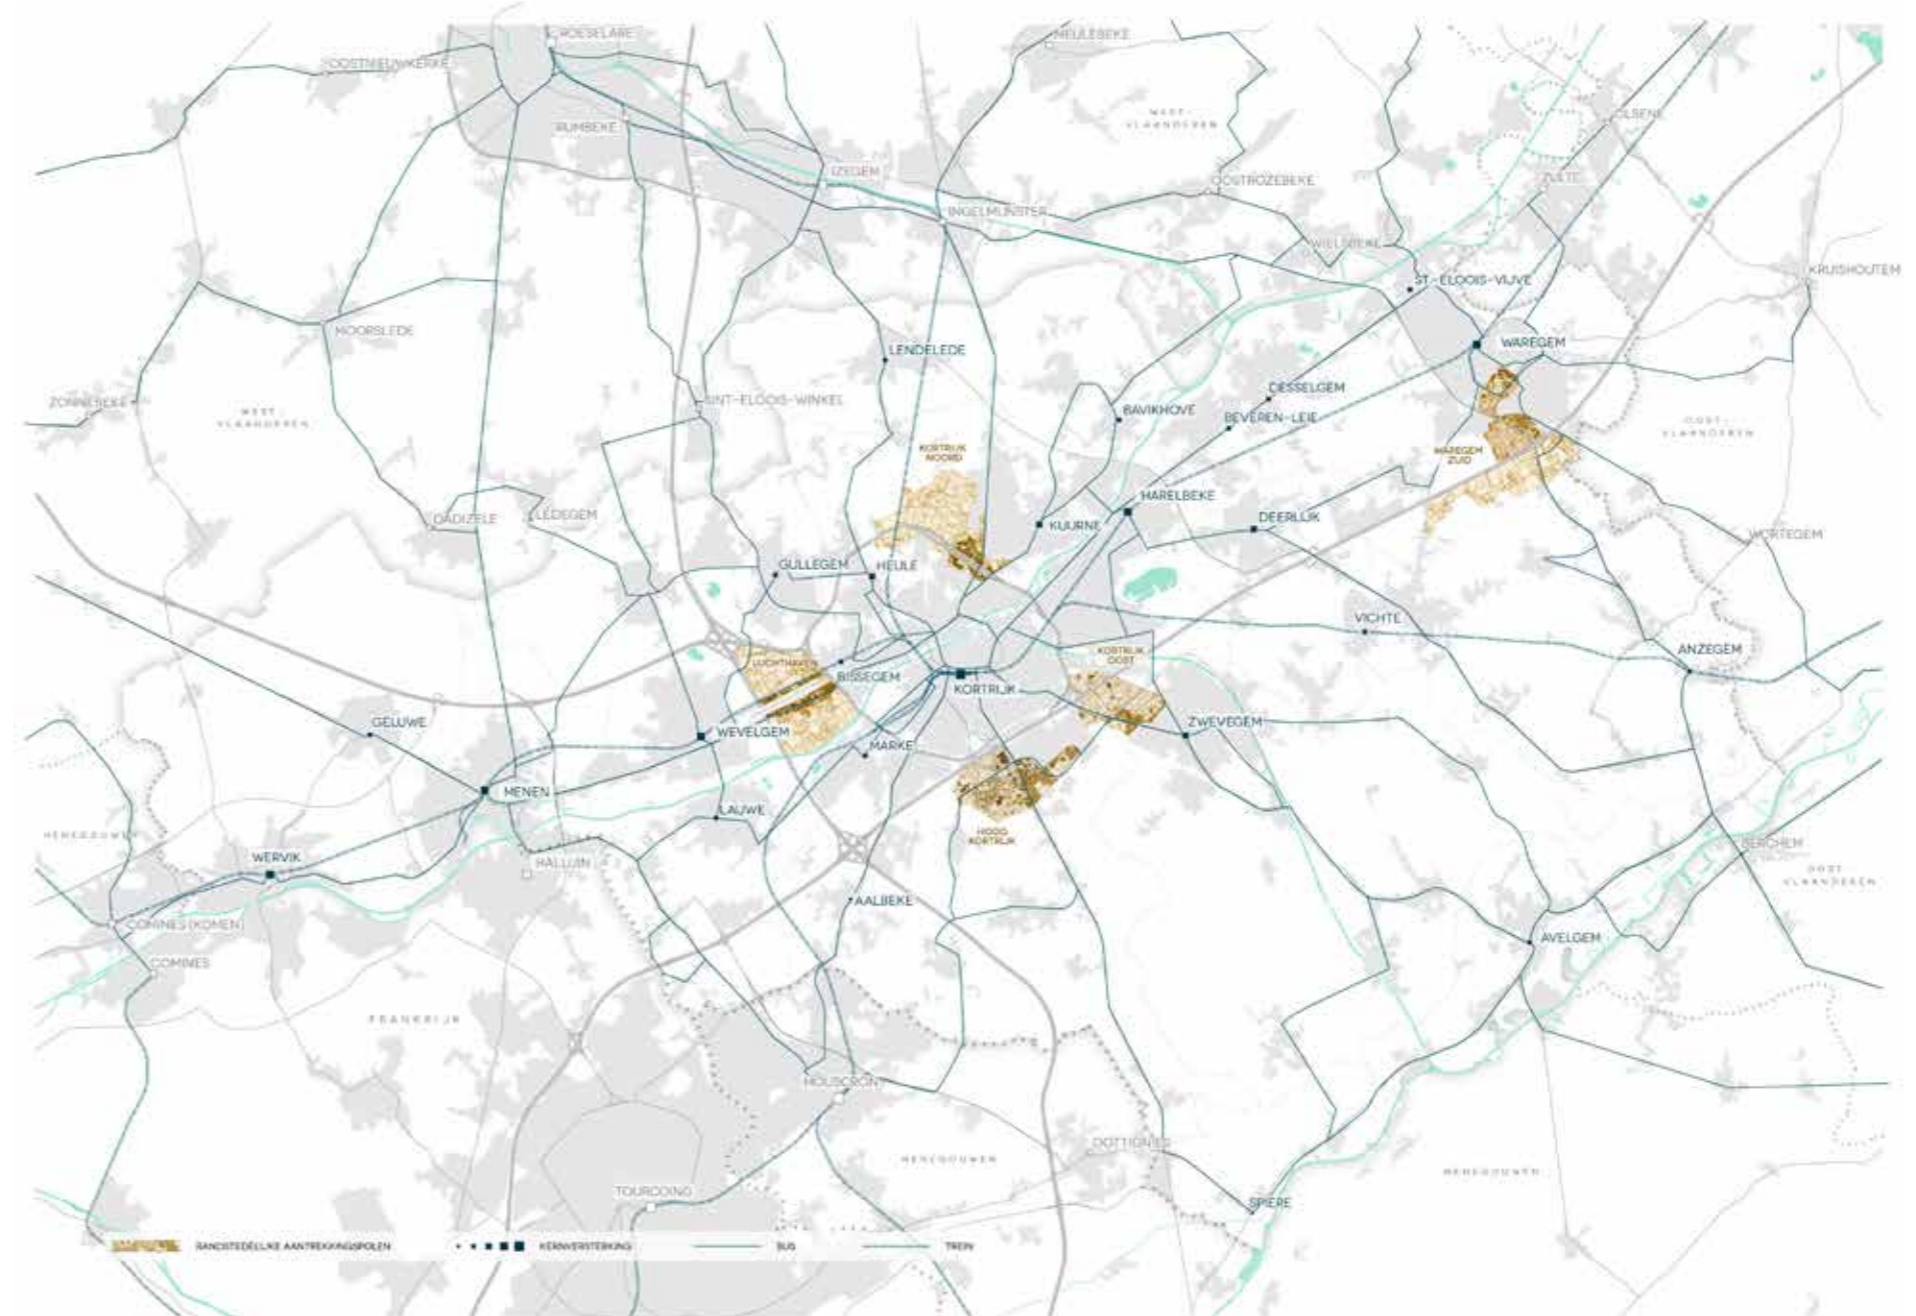 ROESELARE
MEULEBEKE
OOSTNIEUWKERKE
OLSENE
WEST-
VLAANDEREN
RUMBEKE
IZEGEM
ZULTE
OOSTROZEBEKE
INGELMUNSTER
WIELSBEKE
KRUISHOUTEM
ST-ELOOIS-VIJVE
MOORSLEDE
WAREGEM
LENDELEDE
DESSELGEM
ZONNEBEKE
SINT-ELOOIS-WINKEL
WEST-
VLAANDEREN
BAVIKHOVE
BEVEREN-LEIE
OOST-
VLAANDEREN
KORTRIJK
NOORD
WAREGEM
ZUID
HARELBEKE
DADIZELE
LEDEGEM
KUURNE
DEERLIJK
WORTEGEM
GULLEGEM
HEULE
VICHTE
ANZEGEM
KORTRIJK
OOST
LUCHTHAVEN
BISSEGEM
KORTRIJK
GELUWE
WEVELGEM
ZWEVEGEM
MARKE
MENEN
LAUWE
HENEGOUWEN
HOOG
KORTRIJK
BERCHEM
WERVIK
HALLUIN
OOST-
VLAANDEREN
AALBEKE
COMINES (KOMEN)
AVELGEM
COMINES
FRANKRIJK
MOUSCRON
DOTTIGNIES
HENEGOUWEN
HENEGOUWEN
TOURCOING
SPIERE
RANDSTEDELIJKE AANTREKKINGSPOLEN
KERNVERSTERKING
BUS
TREIN